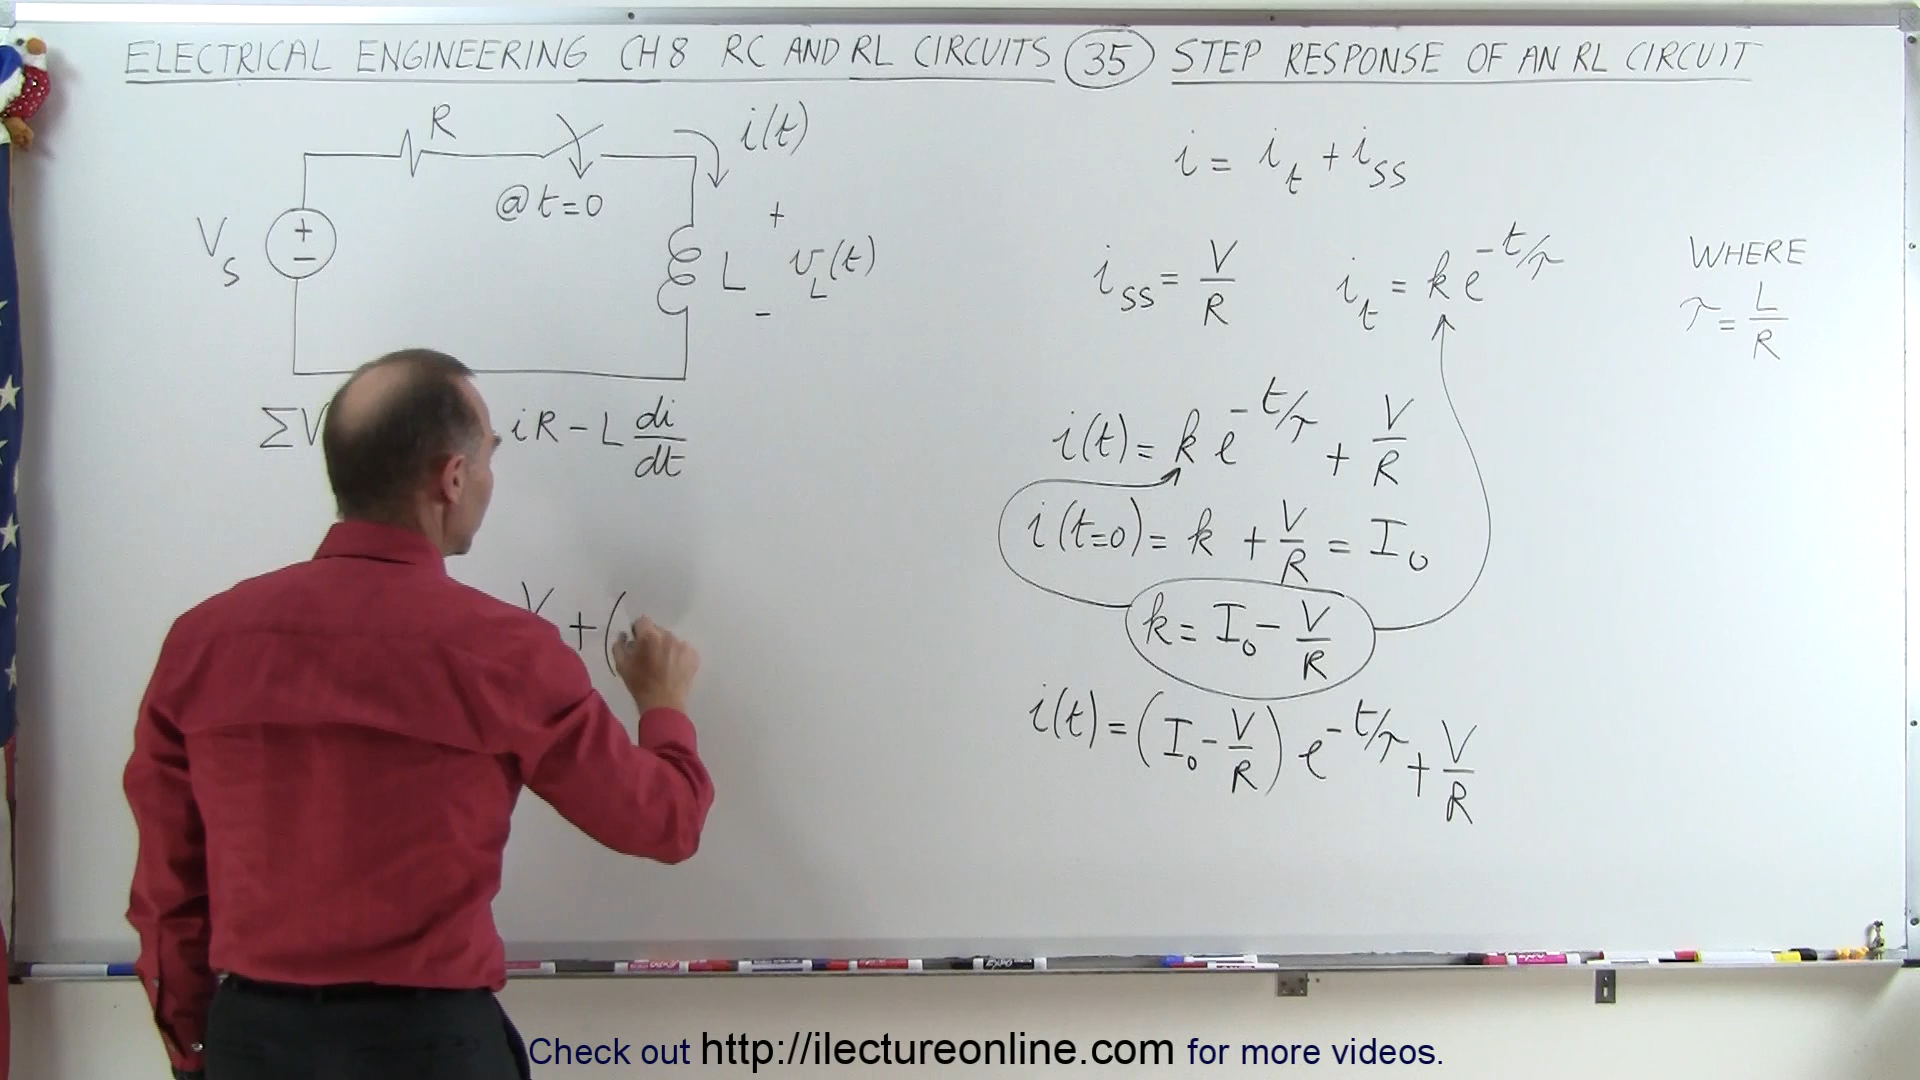 ELECTRICAL ENGINEERING CH 8 RC AND RL CIRCUITS 35 STEP RESPONSE OF AN RL CIRCUIT
R
i(t)
@ t=0
V_S
+
−
L
+
v_L(t)
−
ΣV
iR − L di/dt
V
+ (
i = i_t + i_SS
i_SS = V/R
i_t = k e^(-t/τ)
WHERE
τ = L/R
i(t) = k e^(-t/τ) + V/R
i(t=0) = k + V/R = I_0
k = I_0 − V/R
i(t) = (I_0 − V/R) e^(-t/τ) + V/R
EXPO
Check out http://ilectureonline.com for more videos.